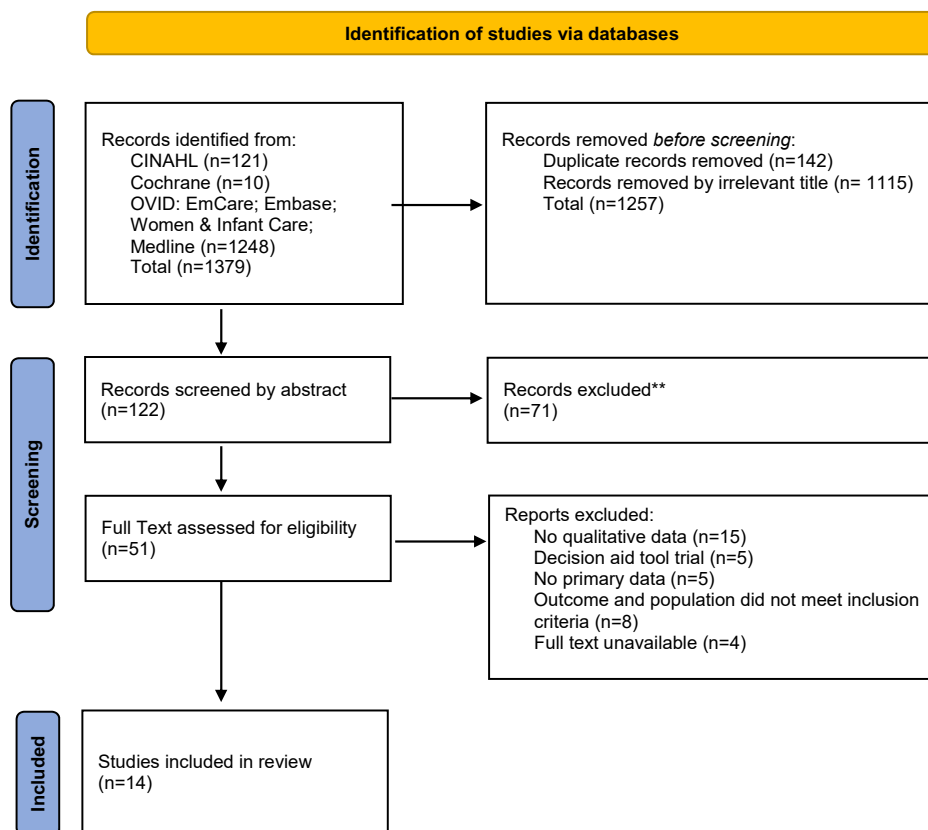 Identification of studies via databases
Identification
Records identified from:
CINAHL (n=121)
Cochrane (n=10)
OVID: EmCare; Embase;
Women & Infant Care;
Medline (n=1248)
Total (n=1379)
Records removed before screening:
Duplicate records removed (n=142)
Records removed by irrelevant title (n= 1115)
Total (n=1257)
Screening
Records screened by abstract
(n=122)
Records excluded**
(n=71)
Full Text assessed for eligibility
(n=51)
Reports excluded:
No qualitative data (n=15)
Decision aid tool trial (n=5)
No primary data (n=5)
Outcome and population did not meet inclusion
criteria (n=8)
Full text unavailable (n=4)
Included
Studies included in review
(n=14)